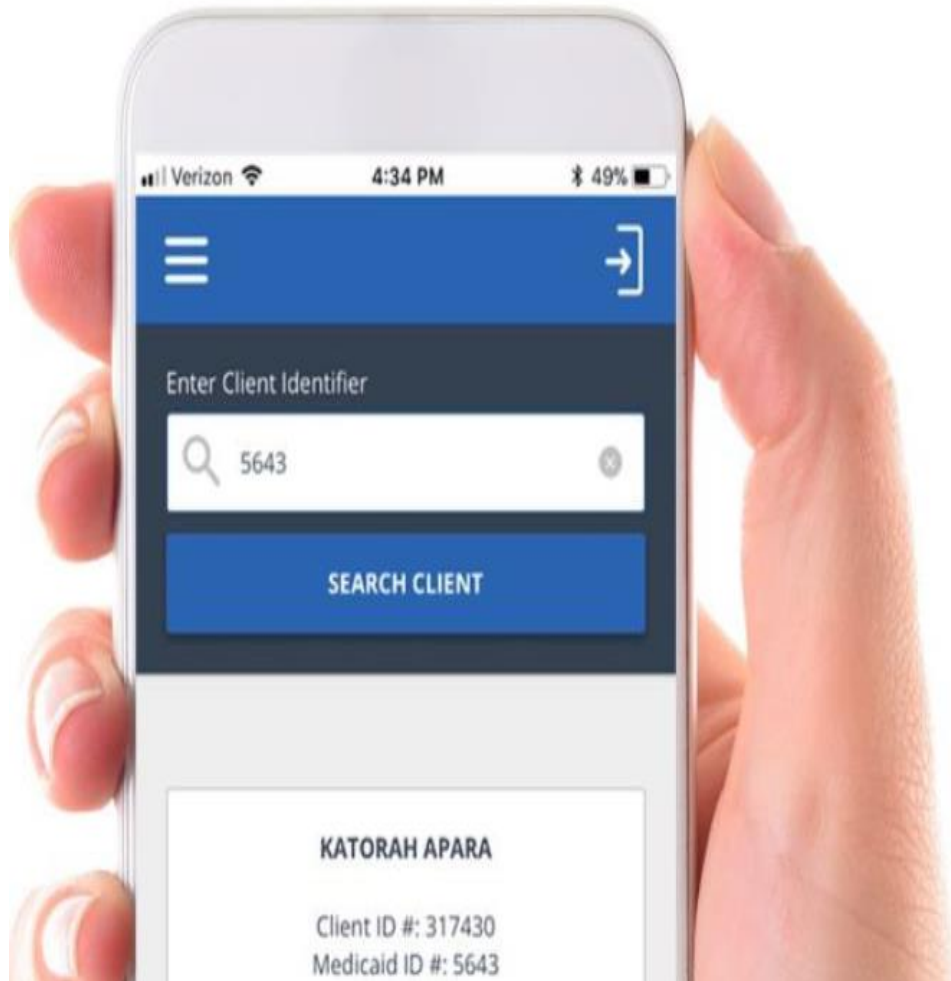 Verizon 4:34 PM 49%
Enter Client Identifier
5643
SEARCH CLIENT
KATORAH APARA
Client ID #: 317430
Medicaid ID #: 5643